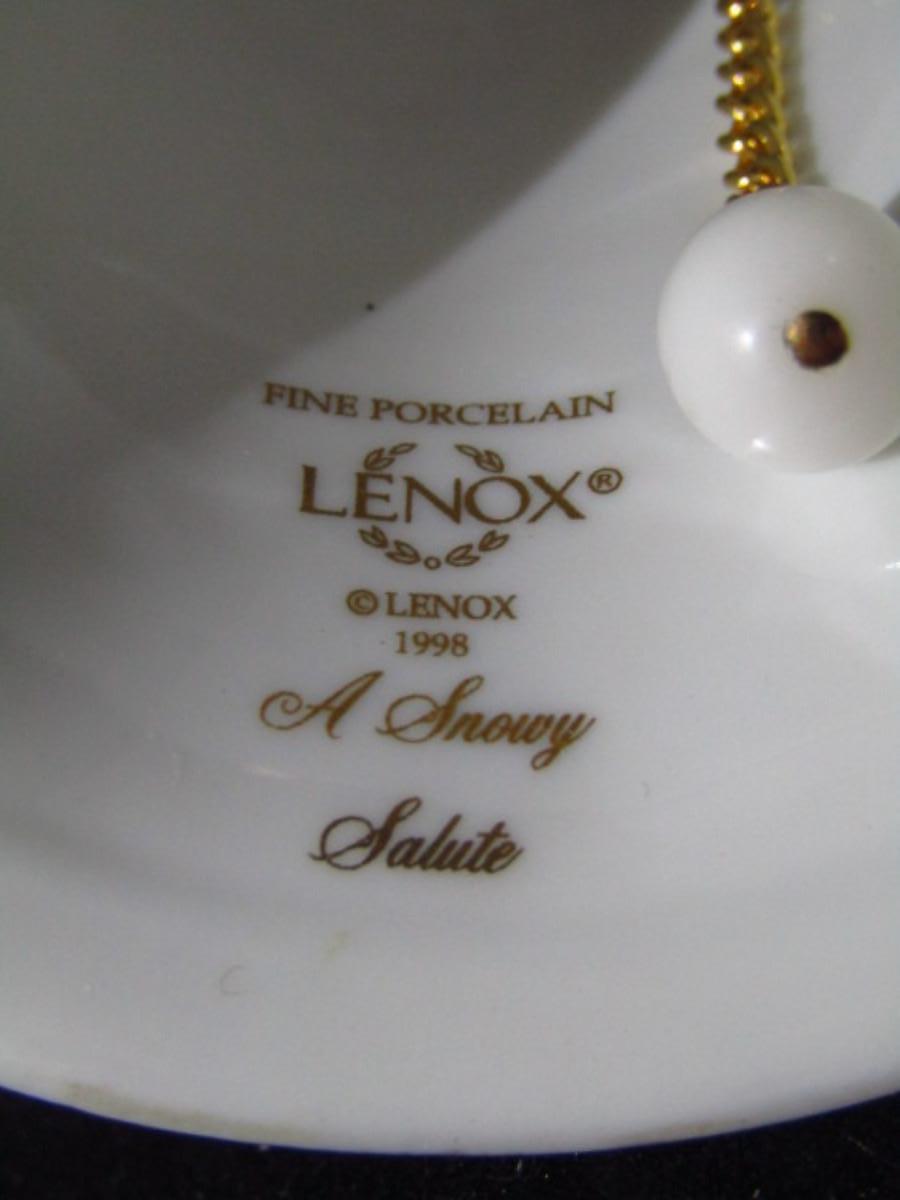 FINE PORCELAIN
LENOX®
© LENOX
1998
A Snowy
Salute